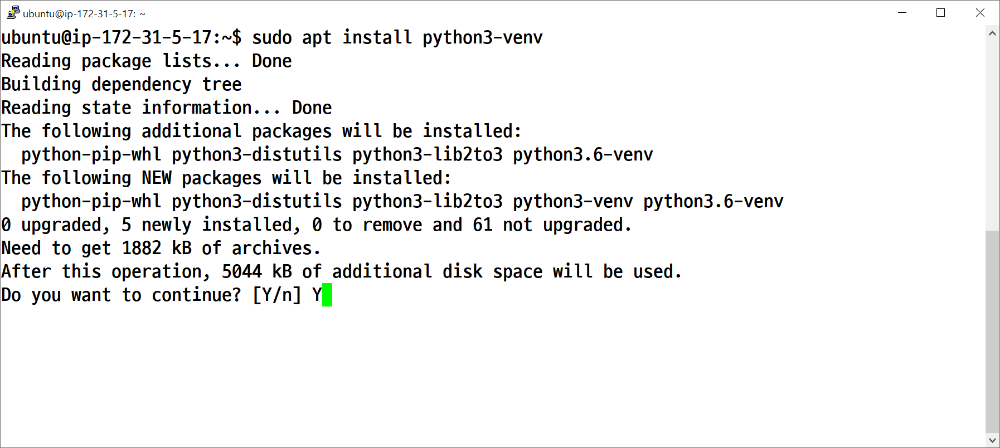 ubuntu@ip-172-31-5-17: ~
ubuntu@ip-172-31-5-17:~$ sudo apt install python3-venv
Reading package lists... Done
Building dependency tree
Reading state information... Done
The following additional packages will be installed:
  python-pip-whl python3-distutils python3-lib2to3 python3.6-venv
The following NEW packages will be installed:
  python-pip-whl python3-distutils python3-lib2to3 python3-venv python3.6-venv
0 upgraded, 5 newly installed, 0 to remove and 61 not upgraded.
Need to get 1882 kB of archives.
After this operation, 5044 kB of additional disk space will be used.
Do you want to continue? [Y/n] Y